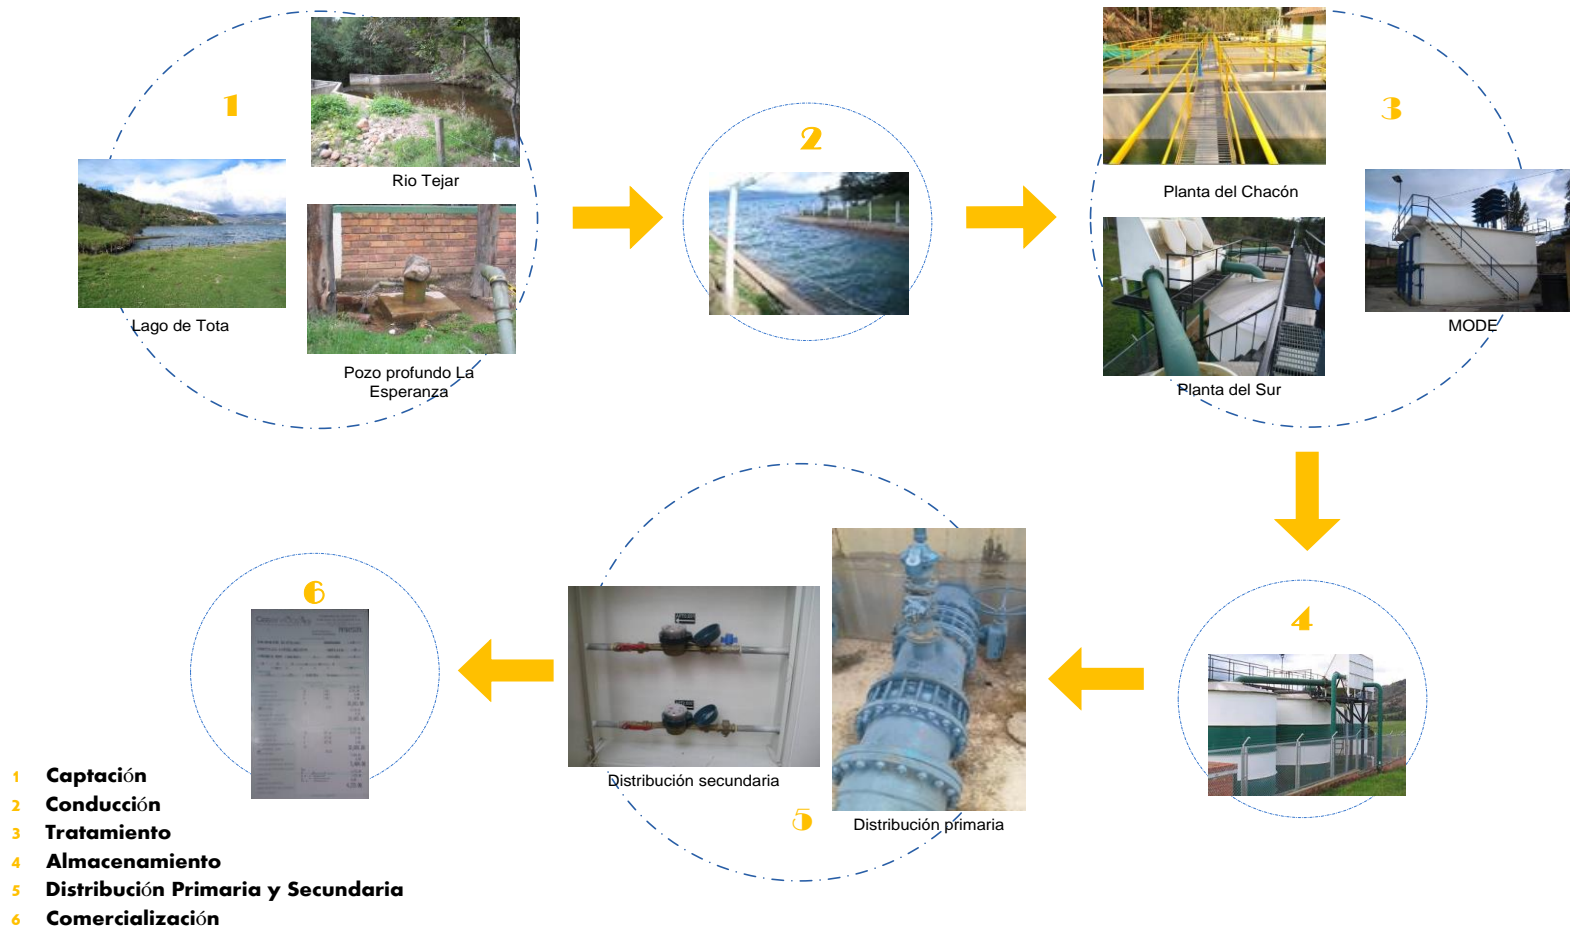 1
Rio Tejar
Lago de Tota
Pozo profundo La
Esperanza
2
3
Planta del Chacón
MODE
Planta del Sur
4
5
Distribución secundaria
Distribución primaria
6
1 Captación
2 Conducción
3 Tratamiento
4 Almacenamiento
5 Distribución Primaria y Secundaria
6 Comercialización